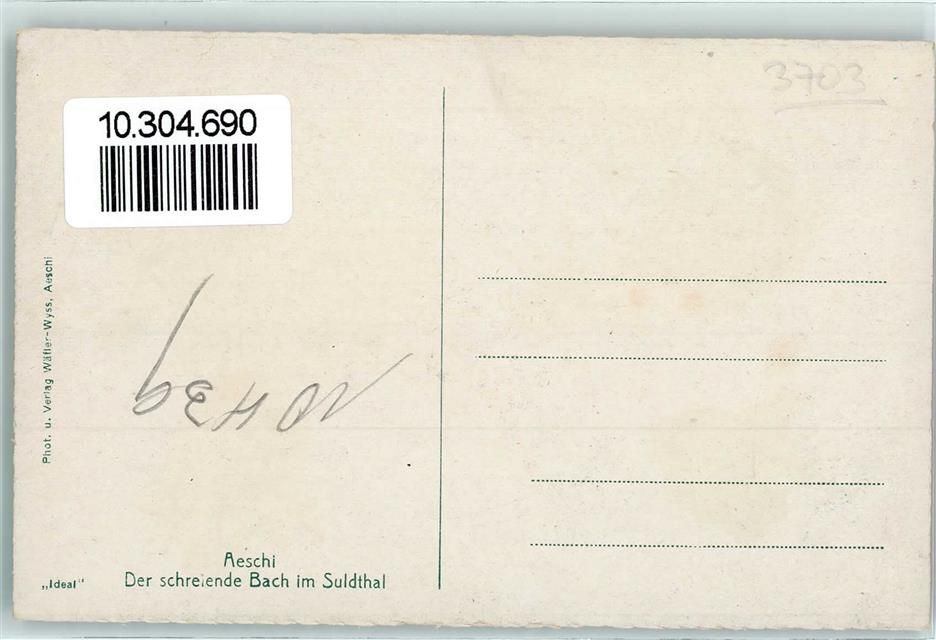 3703
10.304.690
Phot. u. Verlag Wäfler-Wyss, Aeschi
10439
Aeschi
Der schreiende Bach im Suldthal
„Ideal“